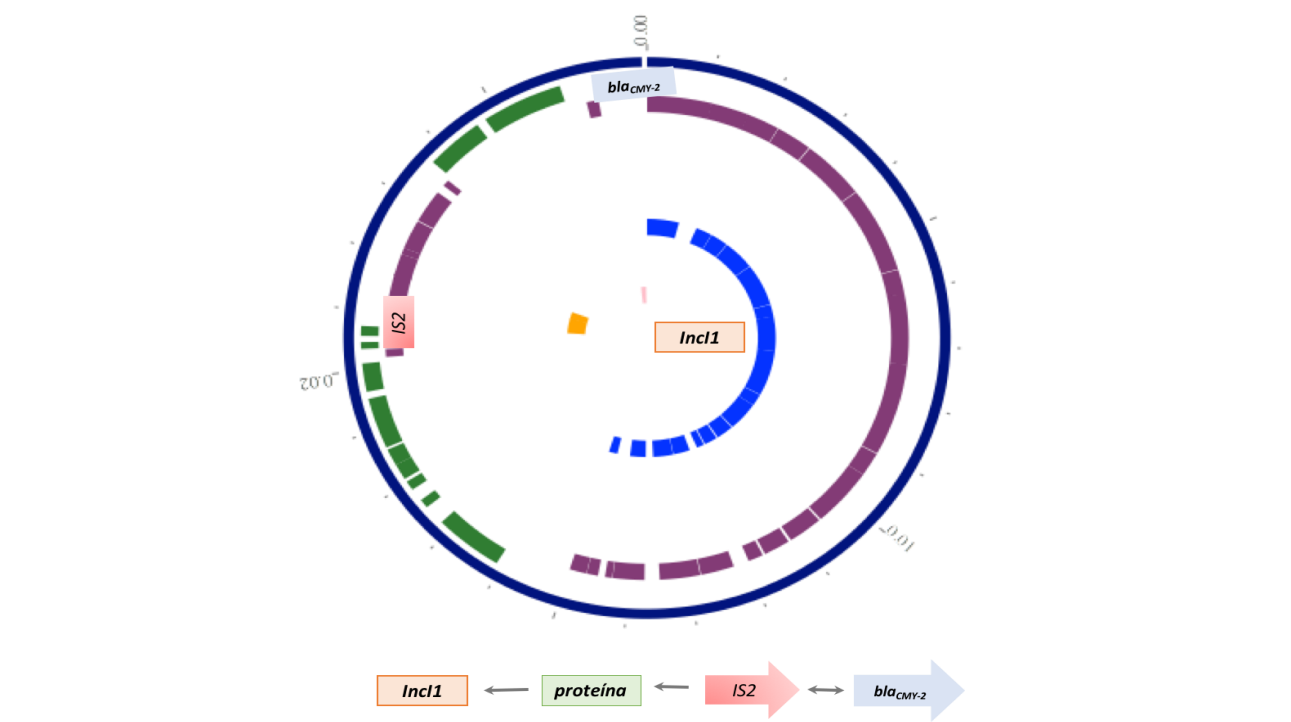 0.00
blaCMY-2
IS2
IncI1
0.02
0.01
IncI1
proteína
IS2
blaCMY-2